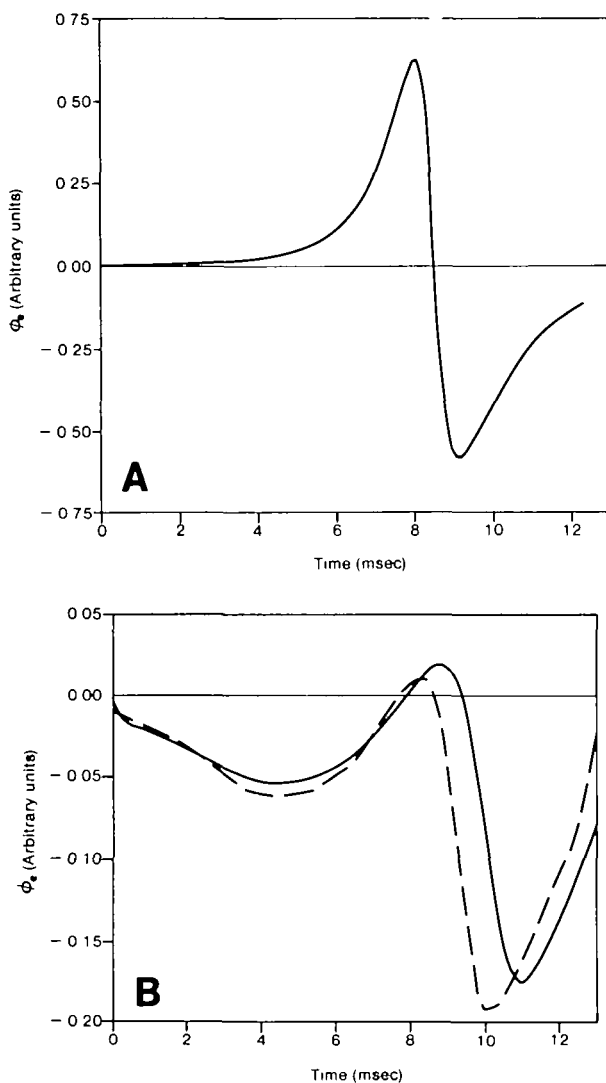 0.75
0 50
0.25
0 00
− 0.25
− 0.50
− 0 75
Φe (Arbitrary units)
A
0 2 4 6 8 10 12
Time (msec)
0 05
0 00
− 0 05
− 0 10
− 0 15
− 0 20
Φe (Arbitrary units)
B
0 2 4 6 8 10 12
Time (msec)